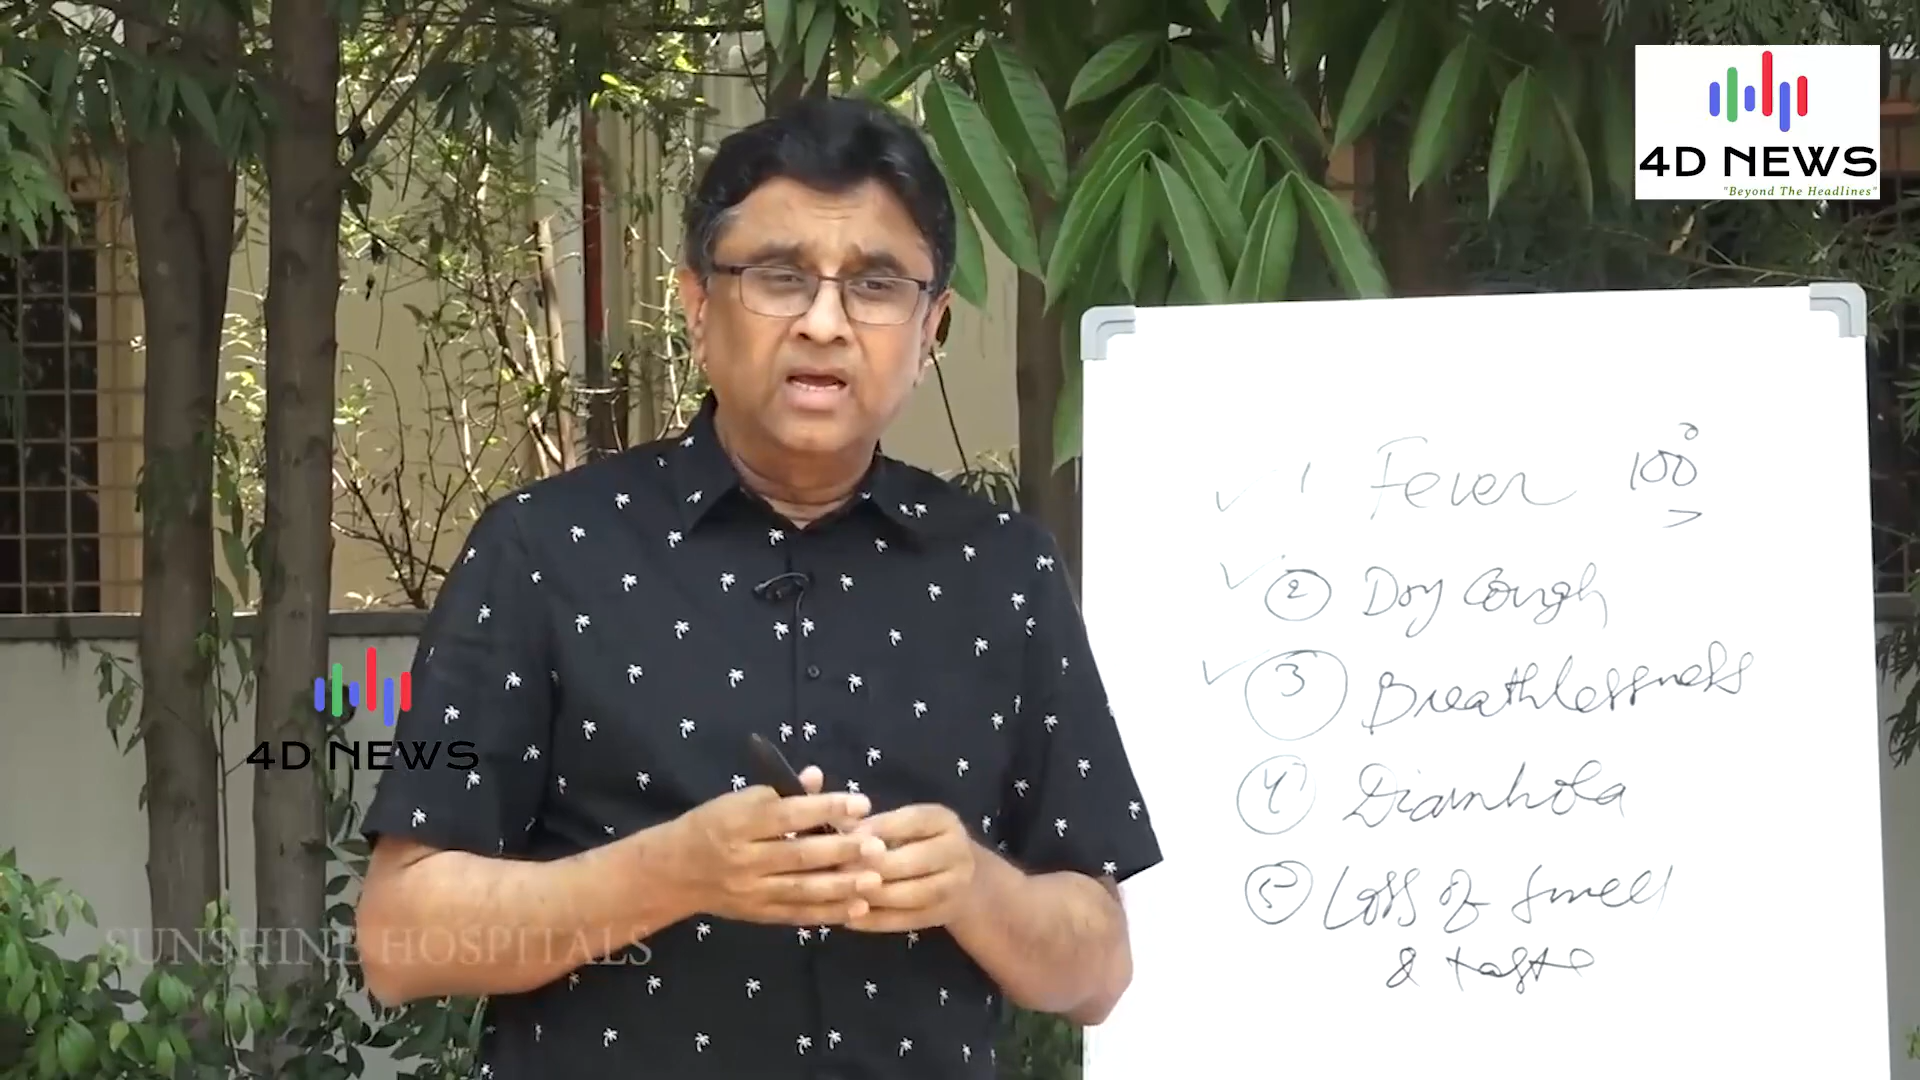 4D NEWS
"Beyond The Headlines"
1 Fever 100°
>
2 Dry Cough
3 Breathlessness
4 Diarrhoea
5 Loss of smell
& taste
4D NEWS
SUNSHINE HOSPITALS